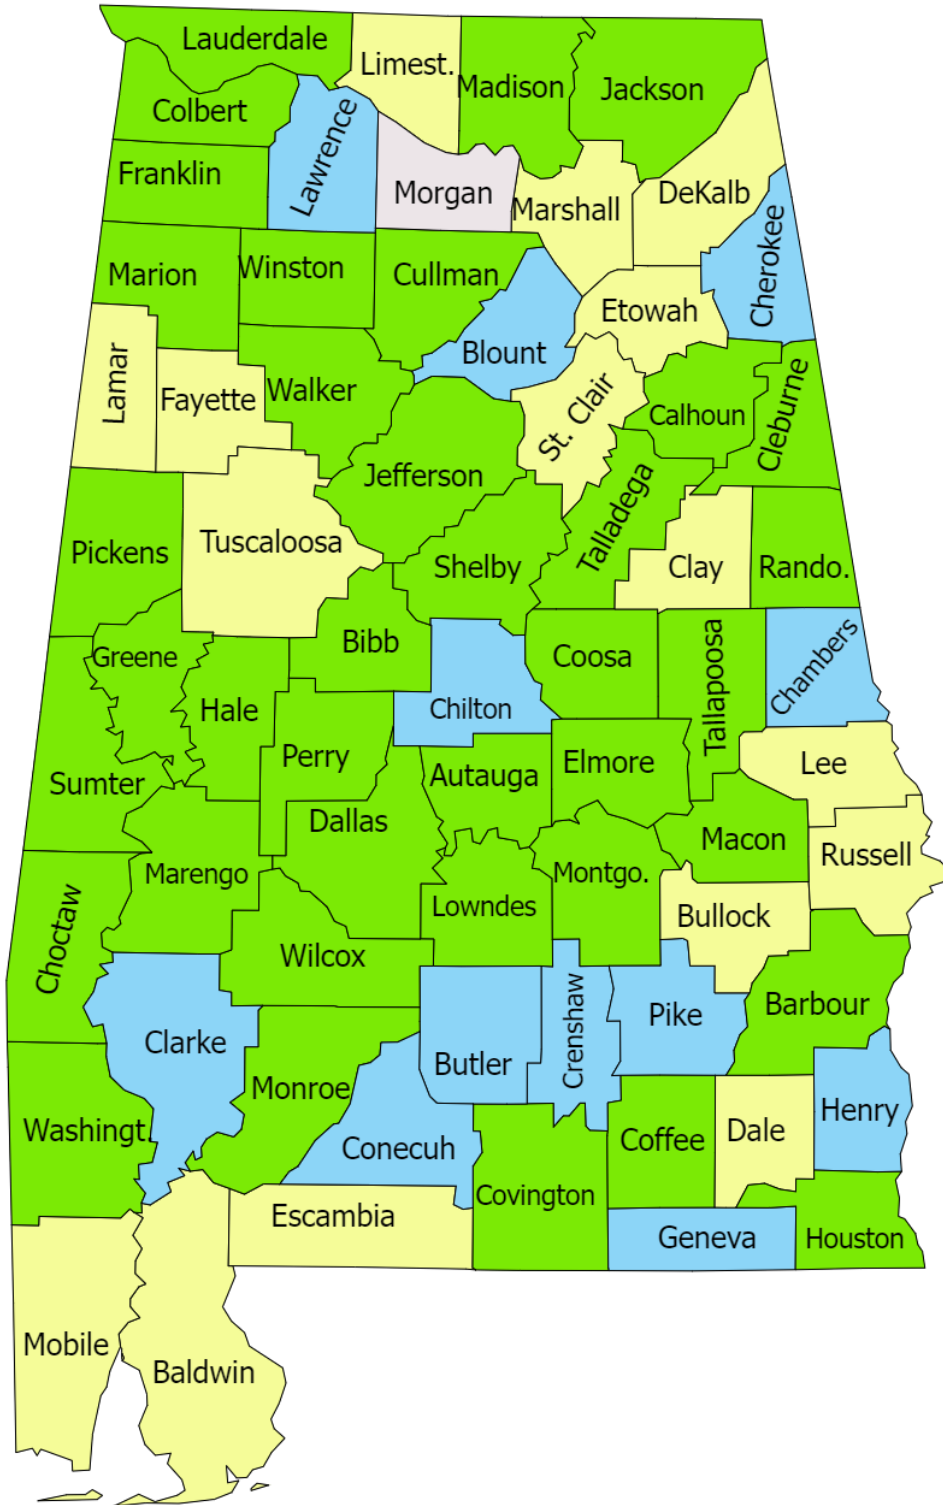 Lauderdale
Limest.
Madison
Jackson
Colbert
Lawrence
Franklin
Morgan
Marshall
DeKalb
Cherokee
Marion
Winston
Cullman
Etowah
Blount
Lamar
Fayette
Walker
St. Clair
Calhoun
Cleburne
Jefferson
Talladega
Pickens
Tuscaloosa
Shelby
Clay
Rando.
Greene
Bibb
Coosa
Tallapoosa
Chambers
Hale
Chilton
Sumter
Perry
Autauga
Elmore
Lee
Dallas
Macon
Russell
Marengo
Lowndes
Montgo.
Bullock
Choctaw
Wilcox
Clarke
Butler
Crenshaw
Pike
Barbour
Washingt.
Monroe
Conecuh
Coffee
Dale
Henry
Escambia
Covington
Geneva
Houston
Mobile
Baldwin